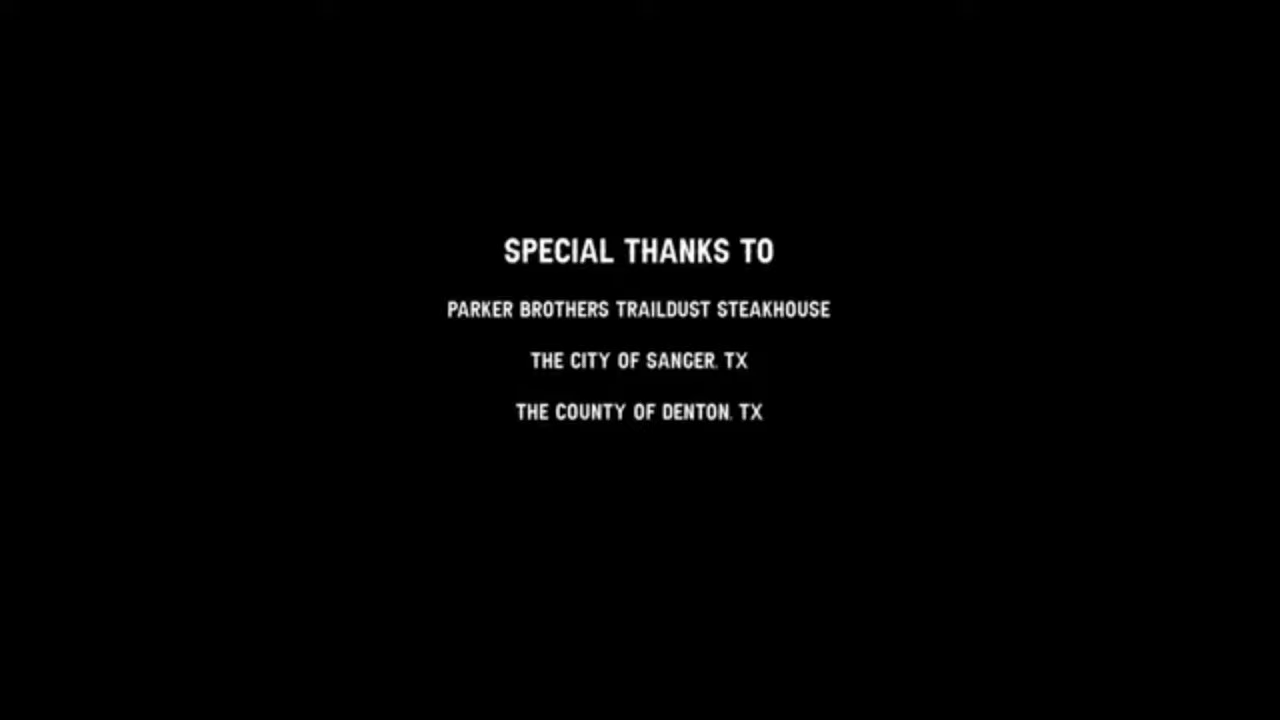 SPECIAL THANKS TO
PARKER BROTHERS TRAILDUST STEAKHOUSE
THE CITY OF SANGER, TX
THE COUNTY OF DENTON, TX